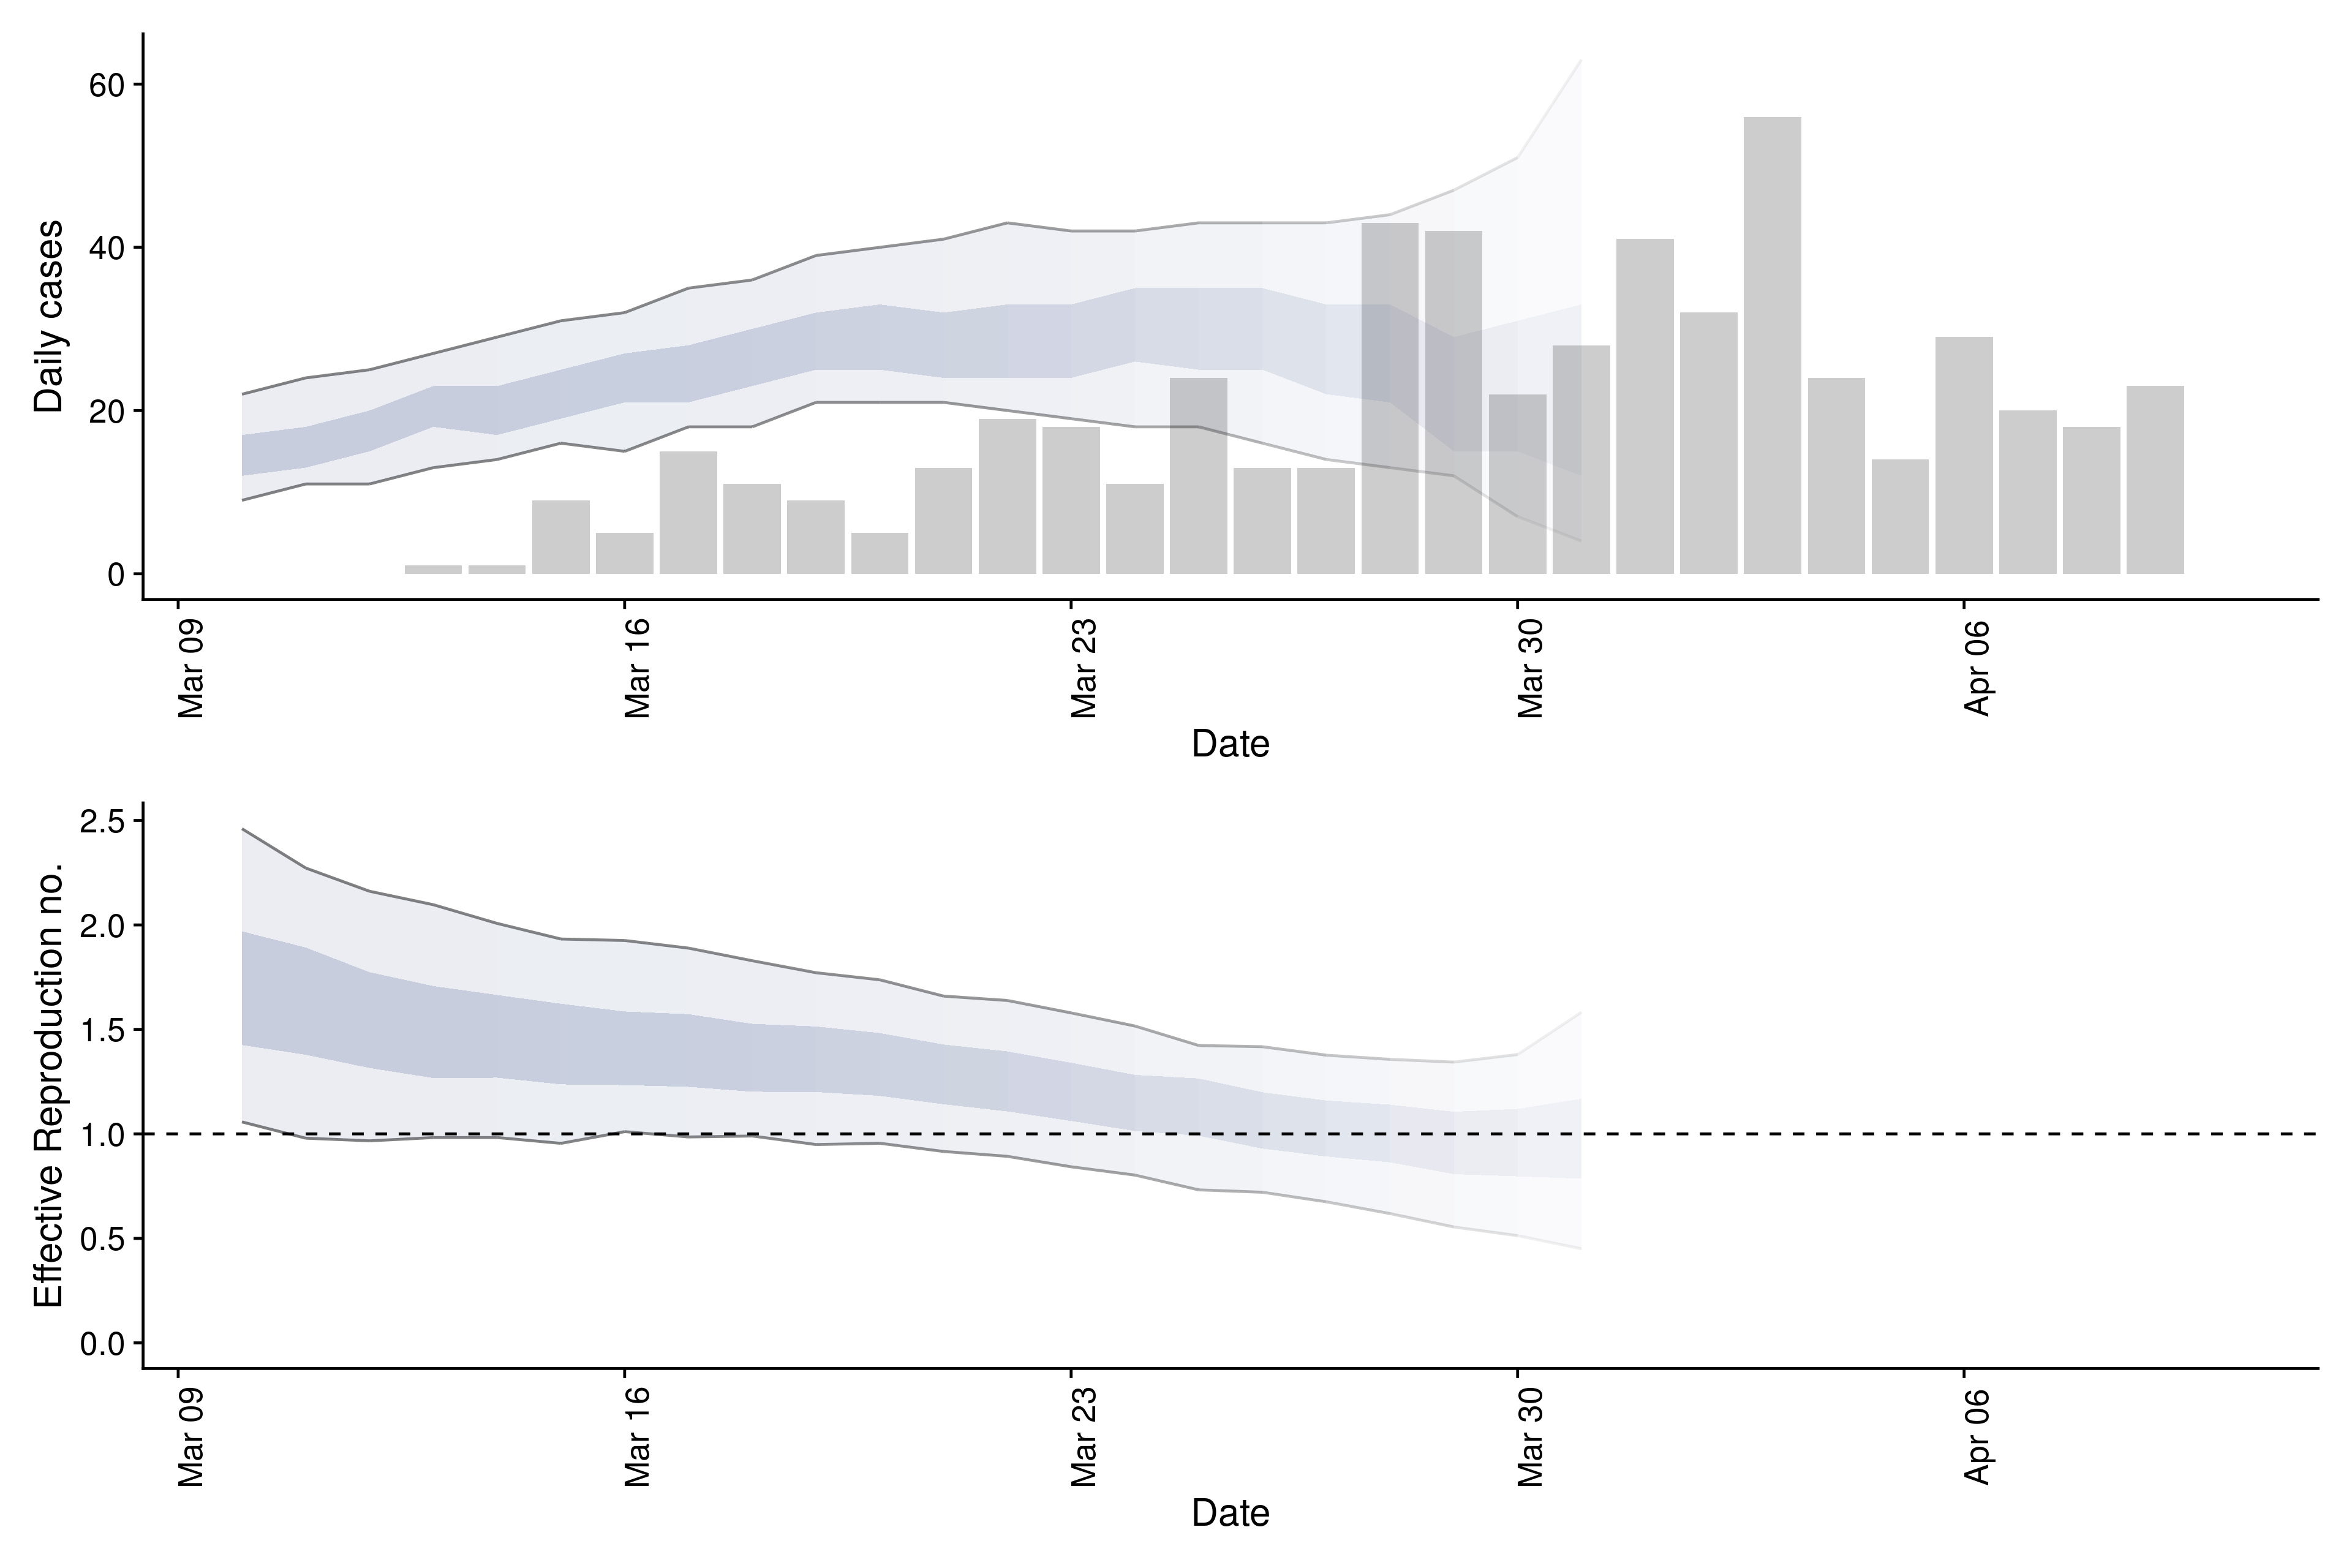 60
40
20
0
Daily cases
Mar 09
Mar 16
Mar 23
Mar 30
Apr 06
Date
2.5
2.0
1.5
1.0
0.5
0.0
Effective Reproduction no.
Mar 09
Mar 16
Mar 23
Mar 30
Apr 06
Date